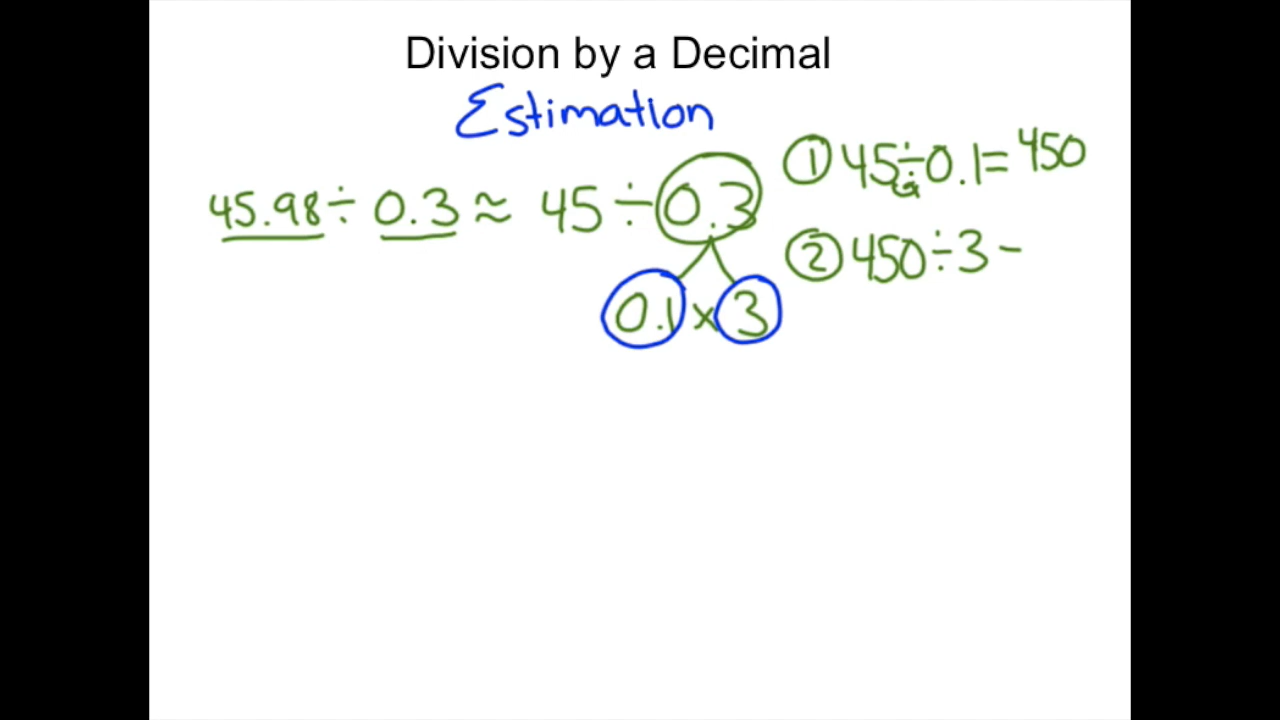 Division by a Decimal
Estimation
45.98 ÷ 0.3 ≈ 45 ÷ 0.3
0.1 x 3
① 45 ÷ 0.1 = 450
② 450 ÷ 3 -